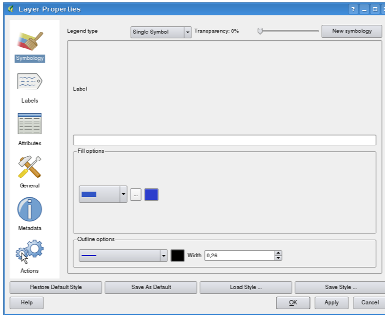 Layer Properties
Legend type
Single Symbol
Transparency: 0%
New symbology
Symbology
Label
Labels
Attributes
Fill options
...
General
Metadata
Outline options
Width 0,26
Actions
Restore Default Style
Save As Default
Load Style ...
Save Style ...
Help
OK
Apply
Cancel